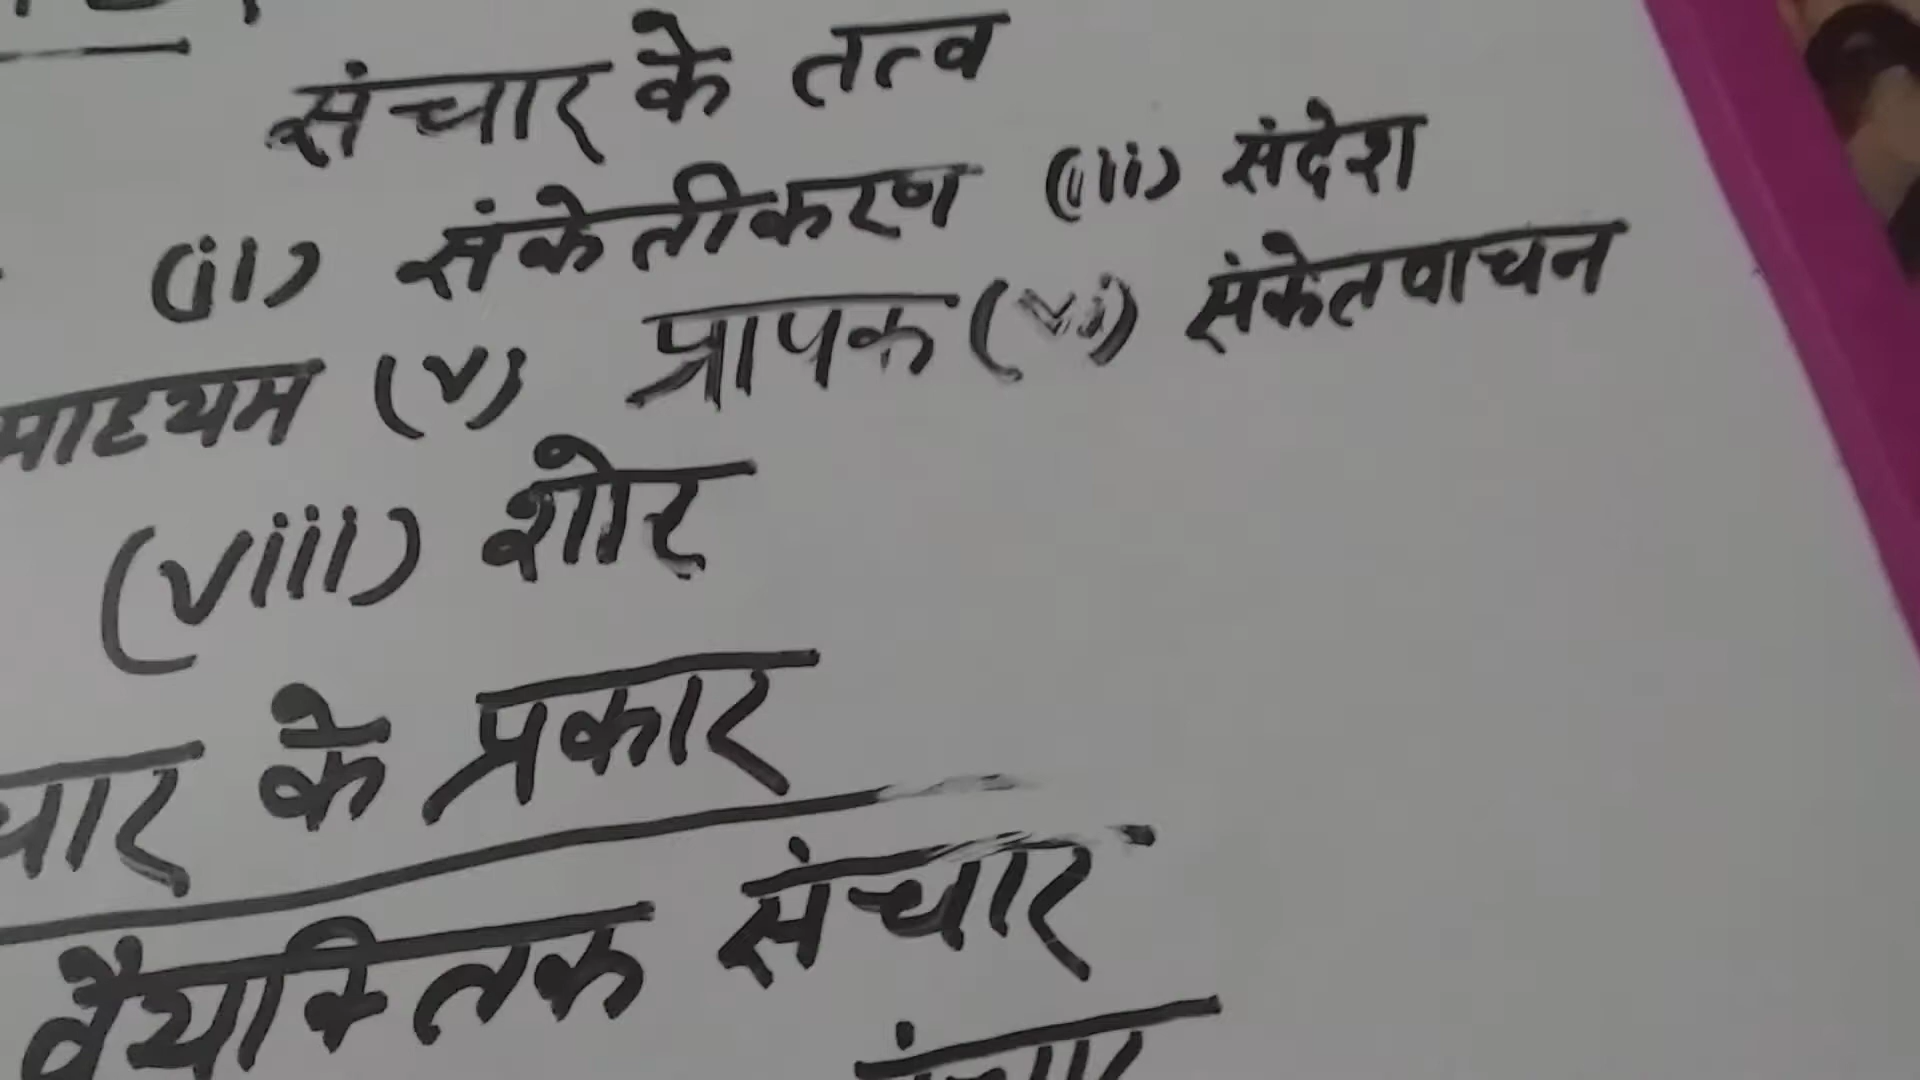 संचार के तत्व
(ii) संकेतीकरण (iii) संदेश
माध्यम (v) प्रापक (vi) संकेतवाचन
(viii) शोर
चार के प्रकार
वैयक्तिक संचार